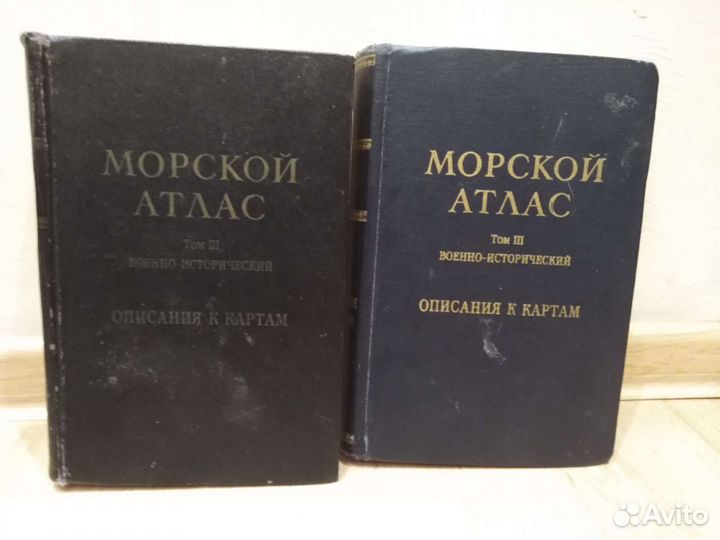 МОРСКОЙ
АТЛАС
Том III
ВОЕННО-ИСТОРИЧЕСКИЙ
ОПИСАНИЯ К КАРТАМ
МОРСКОЙ
АТЛАС
Том III
ВОЕННО-ИСТОРИЧЕСКИЙ
ОПИСАНИЯ К КАРТАМ
Avito